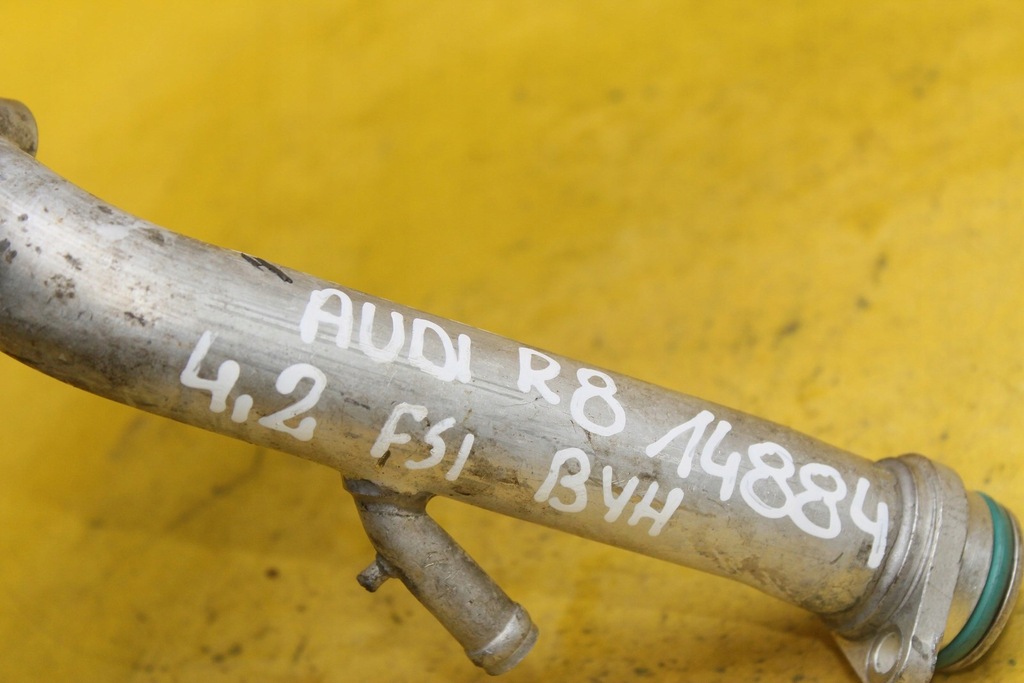 AUDI R8 14884
4,2 FSI BYH